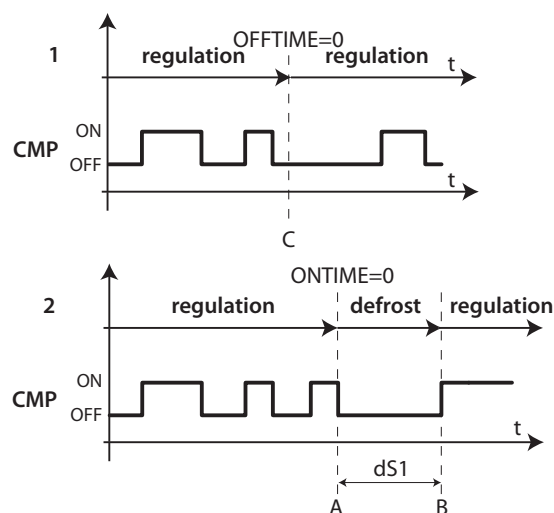 OFFTIME=0
1 regulation regulation
t
ON
CMP
OFF
t
C
ONTIME=0
2 regulation defrost regulation
ON
CMP
OFF
t
dS1
A B